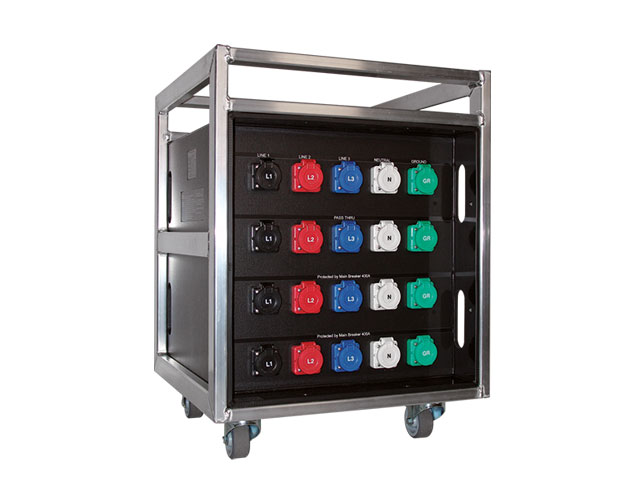 LINE 1 LINE 2 LINE 3 NEUTRAL GROUND
L1 L2 L3 N GR
PASS THRU
L1 L2 L3 N GR
Protected by Main Breaker 400A
L1 L2 L3 N GR
Protected by Main Breaker 400A
L1 L2 L3 N GR